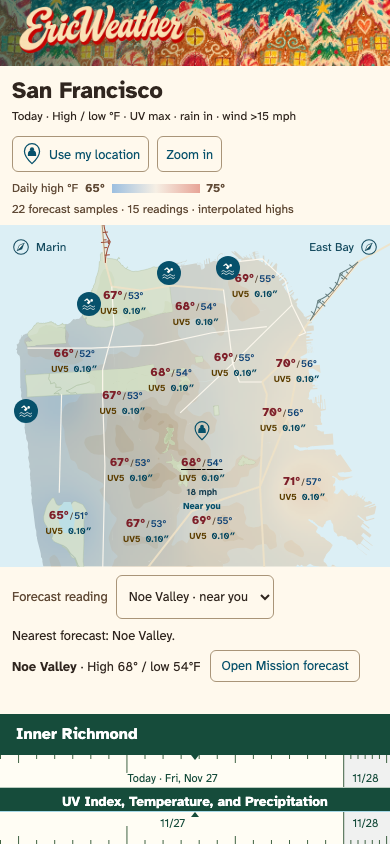 EricWeather
San Francisco
Today · High / low °F · UV max · rain in · wind >15 mph
Use my location
Zoom in
Daily high °F 65° 75°
22 forecast samples · 15 readings · interpolated highs
Marin
East Bay
67°/53°
UV5 0.10″
69°/55°
UV5 0.10″
68°/54°
UV5 0.10″
66°/52°
UV5 0.10″
69°/55°
UV5 0.10″
70°/56°
UV5 0.10″
68°/54°
UV5 0.10″
67°/53°
UV5 0.10″
70°/56°
UV5 0.10″
67°/53°
UV5 0.10″
68°/54°
UV5 0.10″
18 mph
Near you
71°/57°
UV5 0.10″
65°/51°
UV5 0.10″
67°/53°
UV5 0.10″
69°/55°
UV5 0.10″
Forecast reading
Noe Valley · near you
Nearest forecast: Noe Valley.
Noe Valley · High 68° / low 54°F
Open Mission forecast
Inner Richmond
Today · Fri, Nov 27
11/28
UV Index, Temperature, and Precipitation
11/27
11/28